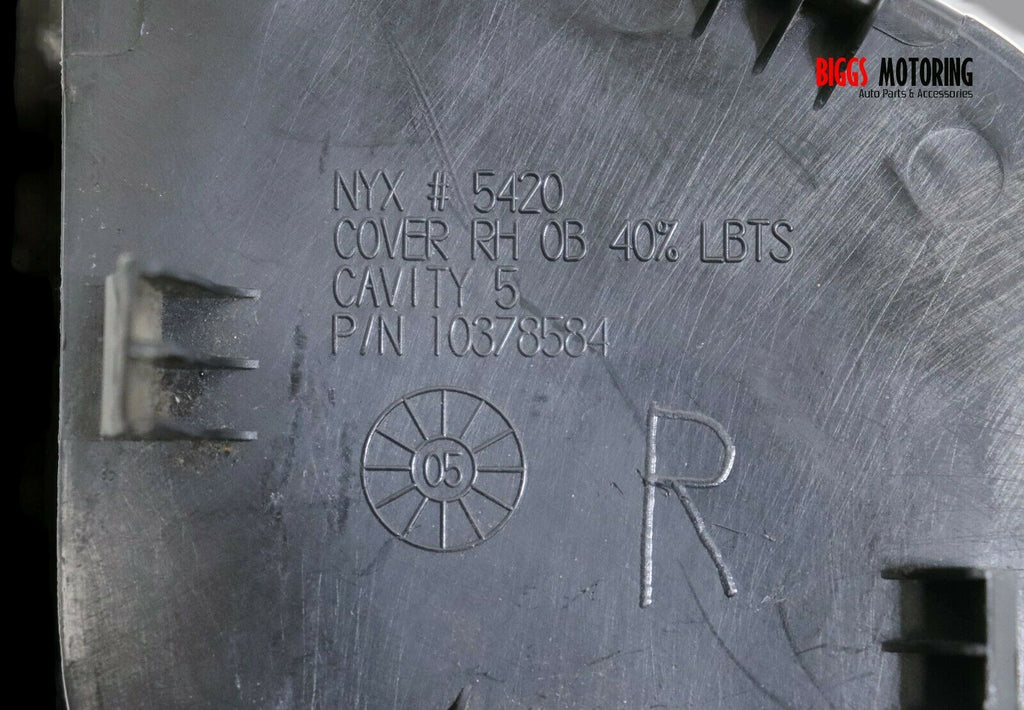 BIGGS MOTORING
Auto Parts & Accessories
NYX # 5420
COVER RH OB 40% LBTS
CAVITY 5
P/N 10378584
05
R